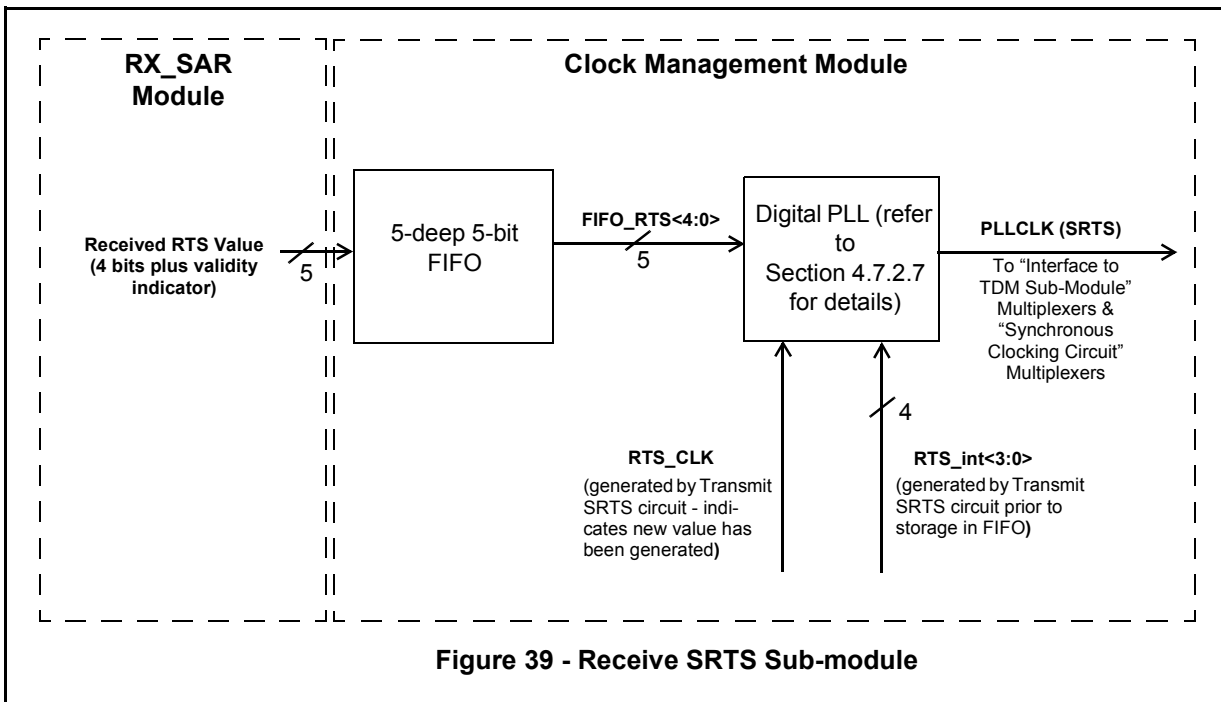 RX_SAR
Module
Clock Management Module
Received RTS Value
(4 bits plus validity
indicator)
5
5-deep 5-bit
FIFO
FIFO_RTS<4:0>
5
Digital PLL (refer
to
Section 4.7.2.7
for details)
PLLCLK (SRTS)
To “Interface to
TDM Sub-Module”
Multiplexers &
“Synchronous
Clocking Circuit”
Multiplexers
4
RTS_CLK
(generated by Transmit
SRTS circuit - indi-
cates new value has
been generated)
RTS_int<3:0>
(generated by Transmit
SRTS circuit prior to
storage in FIFO)
Figure 39 - Receive SRTS Sub-module